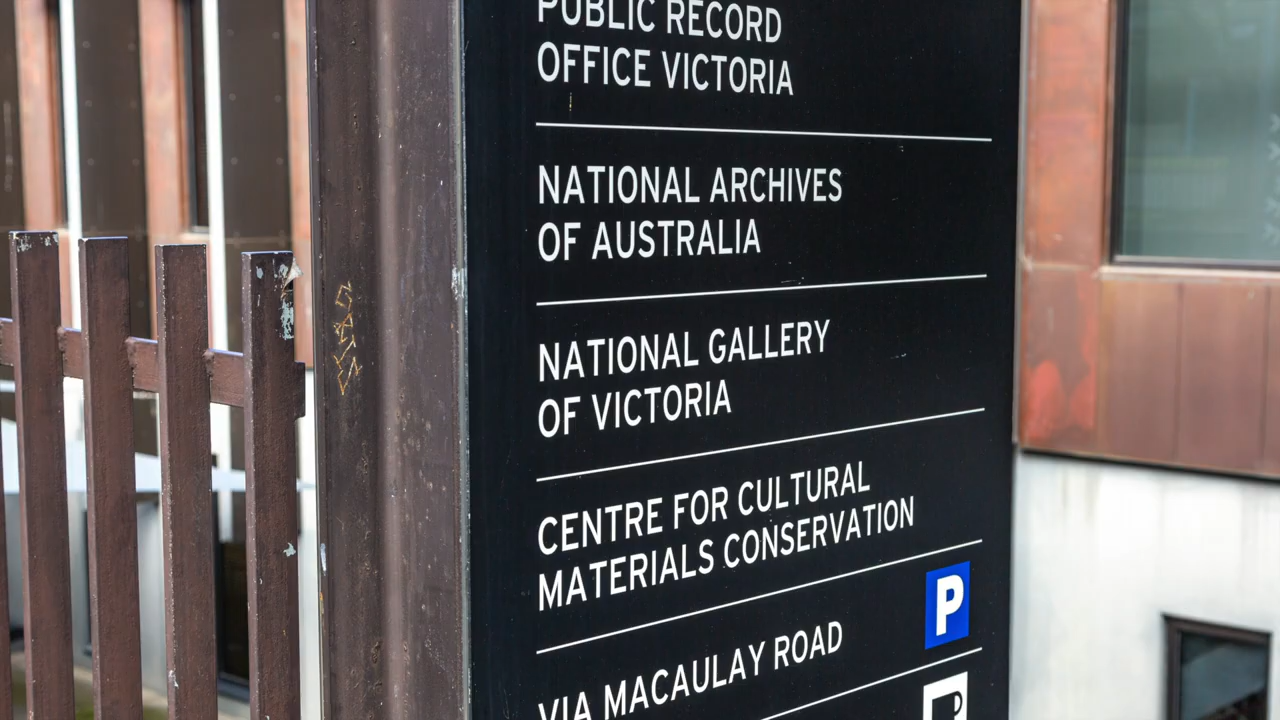 PUBLIC RECORD
OFFICE VICTORIA
NATIONAL ARCHIVES
OF AUSTRALIA
NATIONAL GALLERY
OF VICTORIA
CENTRE FOR CULTURAL
MATERIALS CONSERVATION
VIA MACAULAY ROAD
P